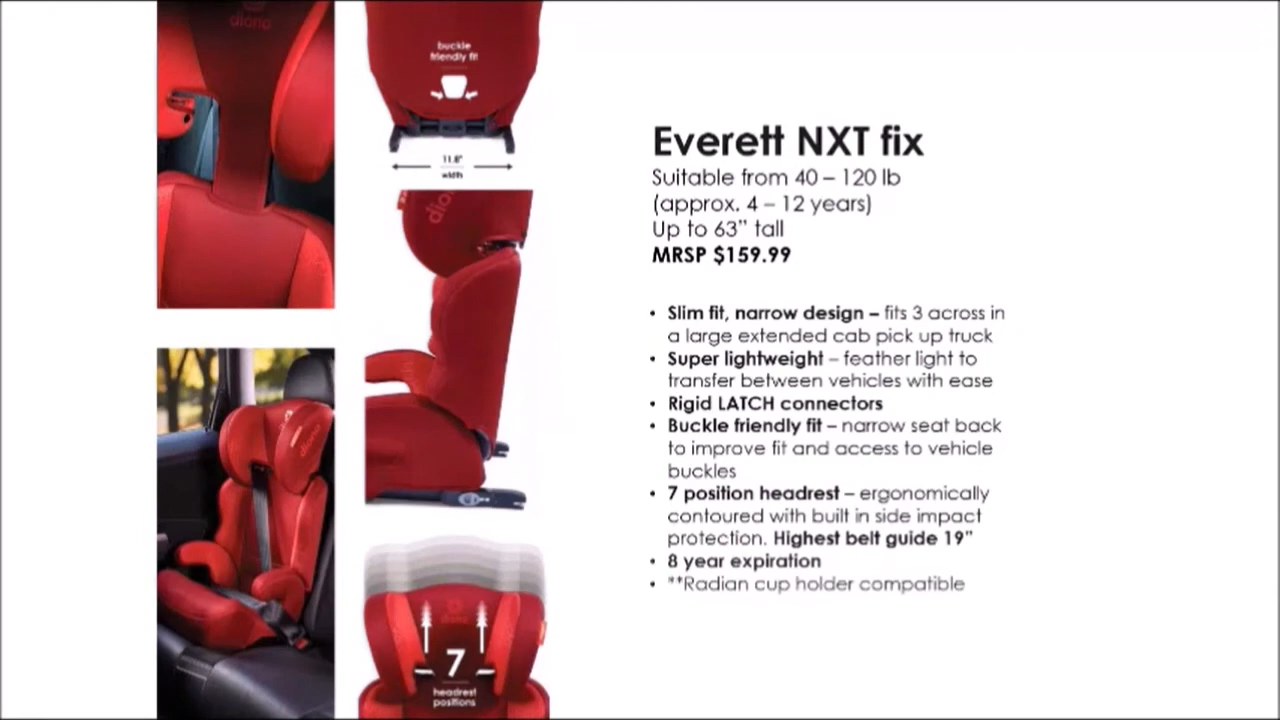 diono
buckle
friendly fit
11.8"
width
diono
diono
7
headrest
positions
Everett NXT fix
Suitable from 40 – 120 lb
(approx. 4 – 12 years)
Up to 63” tall
MRSP $159.99
• Slim fit, narrow design – fits 3 across in
a large extended cab pick up truck
• Super lightweight – feather light to
transfer between vehicles with ease
• Rigid LATCH connectors
• Buckle friendly fit – narrow seat back
to improve fit and access to vehicle
buckles
• 7 position headrest – ergonomically
contoured with built in side impact
protection. Highest belt guide 19”
• 8 year expiration
• **Radian cup holder compatible